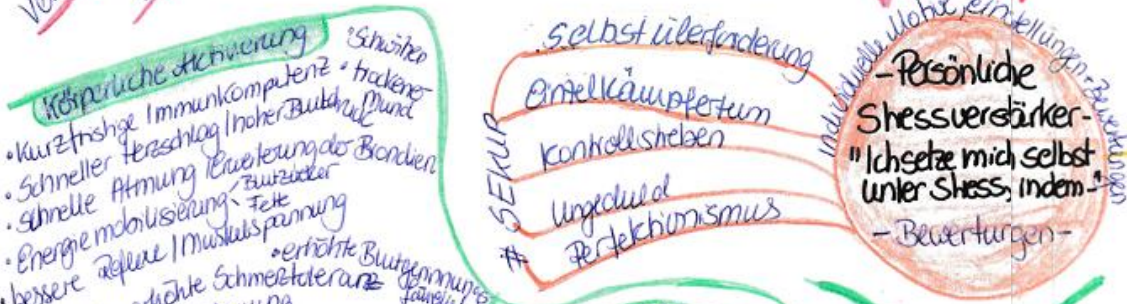 Körperliche Aktivierung
• Schwitzen
• trockener Mund
• Kurzfristige Immunkompetenz
• Schneller Herzschlag / hoher Blutdruck
• Schnelle Atmung / Erweiterung der Bronchien
• Energiemobilisierung
Blutzucker
Fette
• bessere Reflexe / Muskelspannung
• erhöhte Blutgerinnungs
erhöhte Schmerztoleranz
# SEKUP
• Selbstüberforderung
Einzelkämpfertum
Kontrollstreben
Ungeduld
Perfektionismus
Individuelle Motive, Einstellungen, Bewertungen
- Persönliche
Stressverstärker -
"Ich setze mich selbst
unter Stress, indem -"
- Bewertungen -